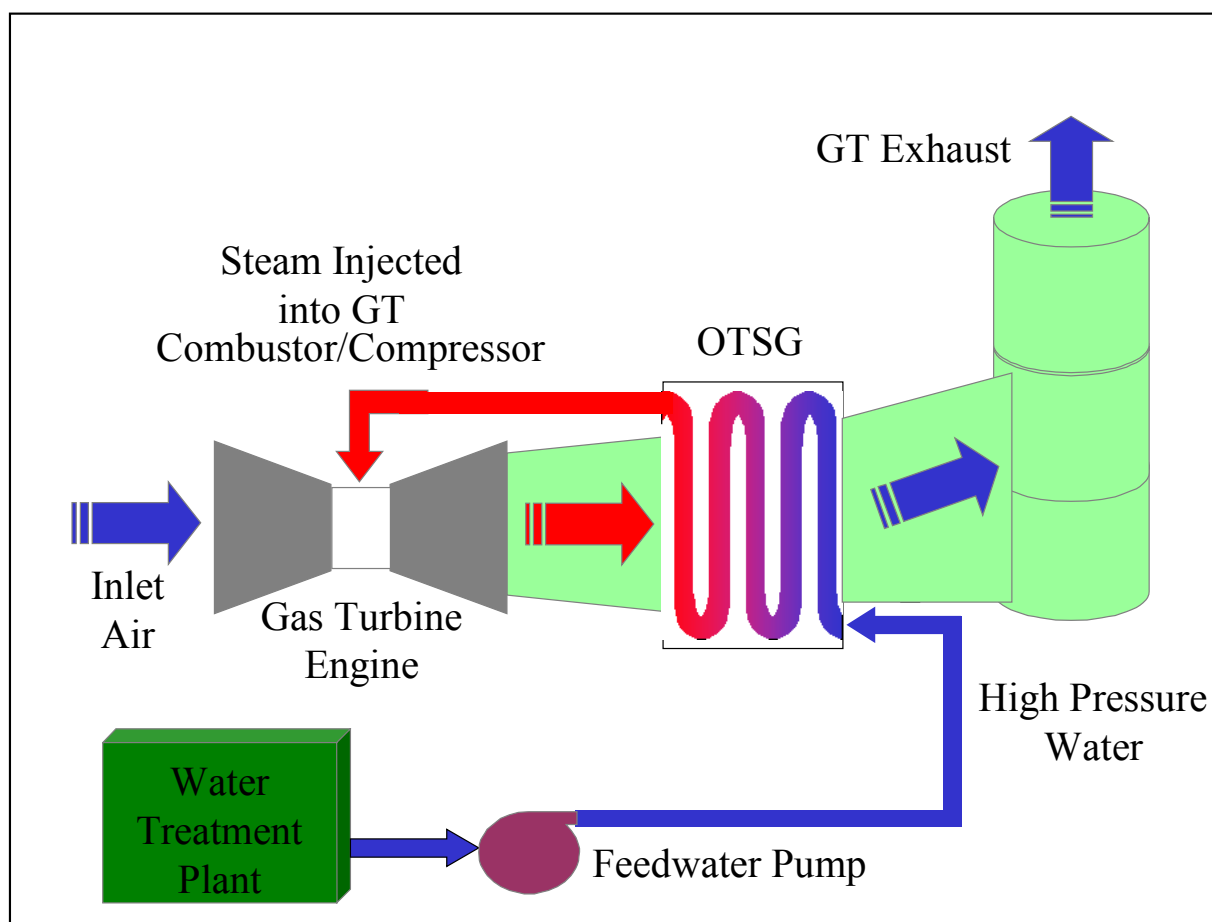 GT Exhaust
Steam Injected
into GT
Combustor/Compressor
OTSG
Inlet
Air
Gas Turbine
Engine
High Pressure
Water
Water
Treatment
Plant
Feedwater Pump